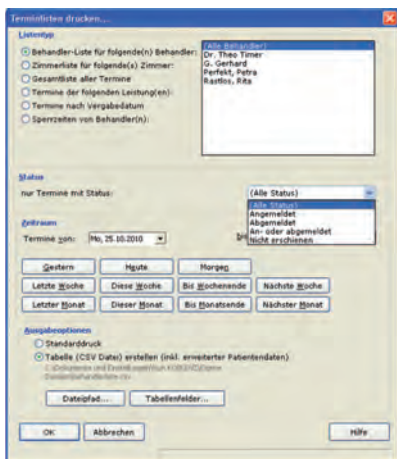 Terminlisten drucken...
Listentyp
Behandler-Liste für folgende(n) Behandler:
Zimmerliste für folgende(s) Zimmer:
Gesamtliste aller Termine
Termine der folgenden Leistung(en):
Termine nach Vergabedatum
Sperrzeiten von Behandler(n):
(Alle Behandler)
Dr. Theo Timer
G. Gerhard
Perfekt, Petra
Rastlos, Rita
Status
nur Termine mit Status:
(Alle Status)
(Alle Status)
Angemeldet
Abgemeldet
An- oder abgemeldet
Nicht erschienen
Zeitraum
Termine von: Mo, 25.10.2010
Gestern Heute Morgen
Letzte Woche Diese Woche Bis Wochenende Nächste Woche
Letzter Monat Dieser Monat Bis Monatsende Nächster Monat
Ausgabeoptionen
Standarddruck
Tabelle (CSV Datei) erstellen (inkl. erweiterter Patientendaten)
C:\Dokumente und Einstellungen\
Dateipfad... Tabellenfelder...
OK Abbrechen Hilfe